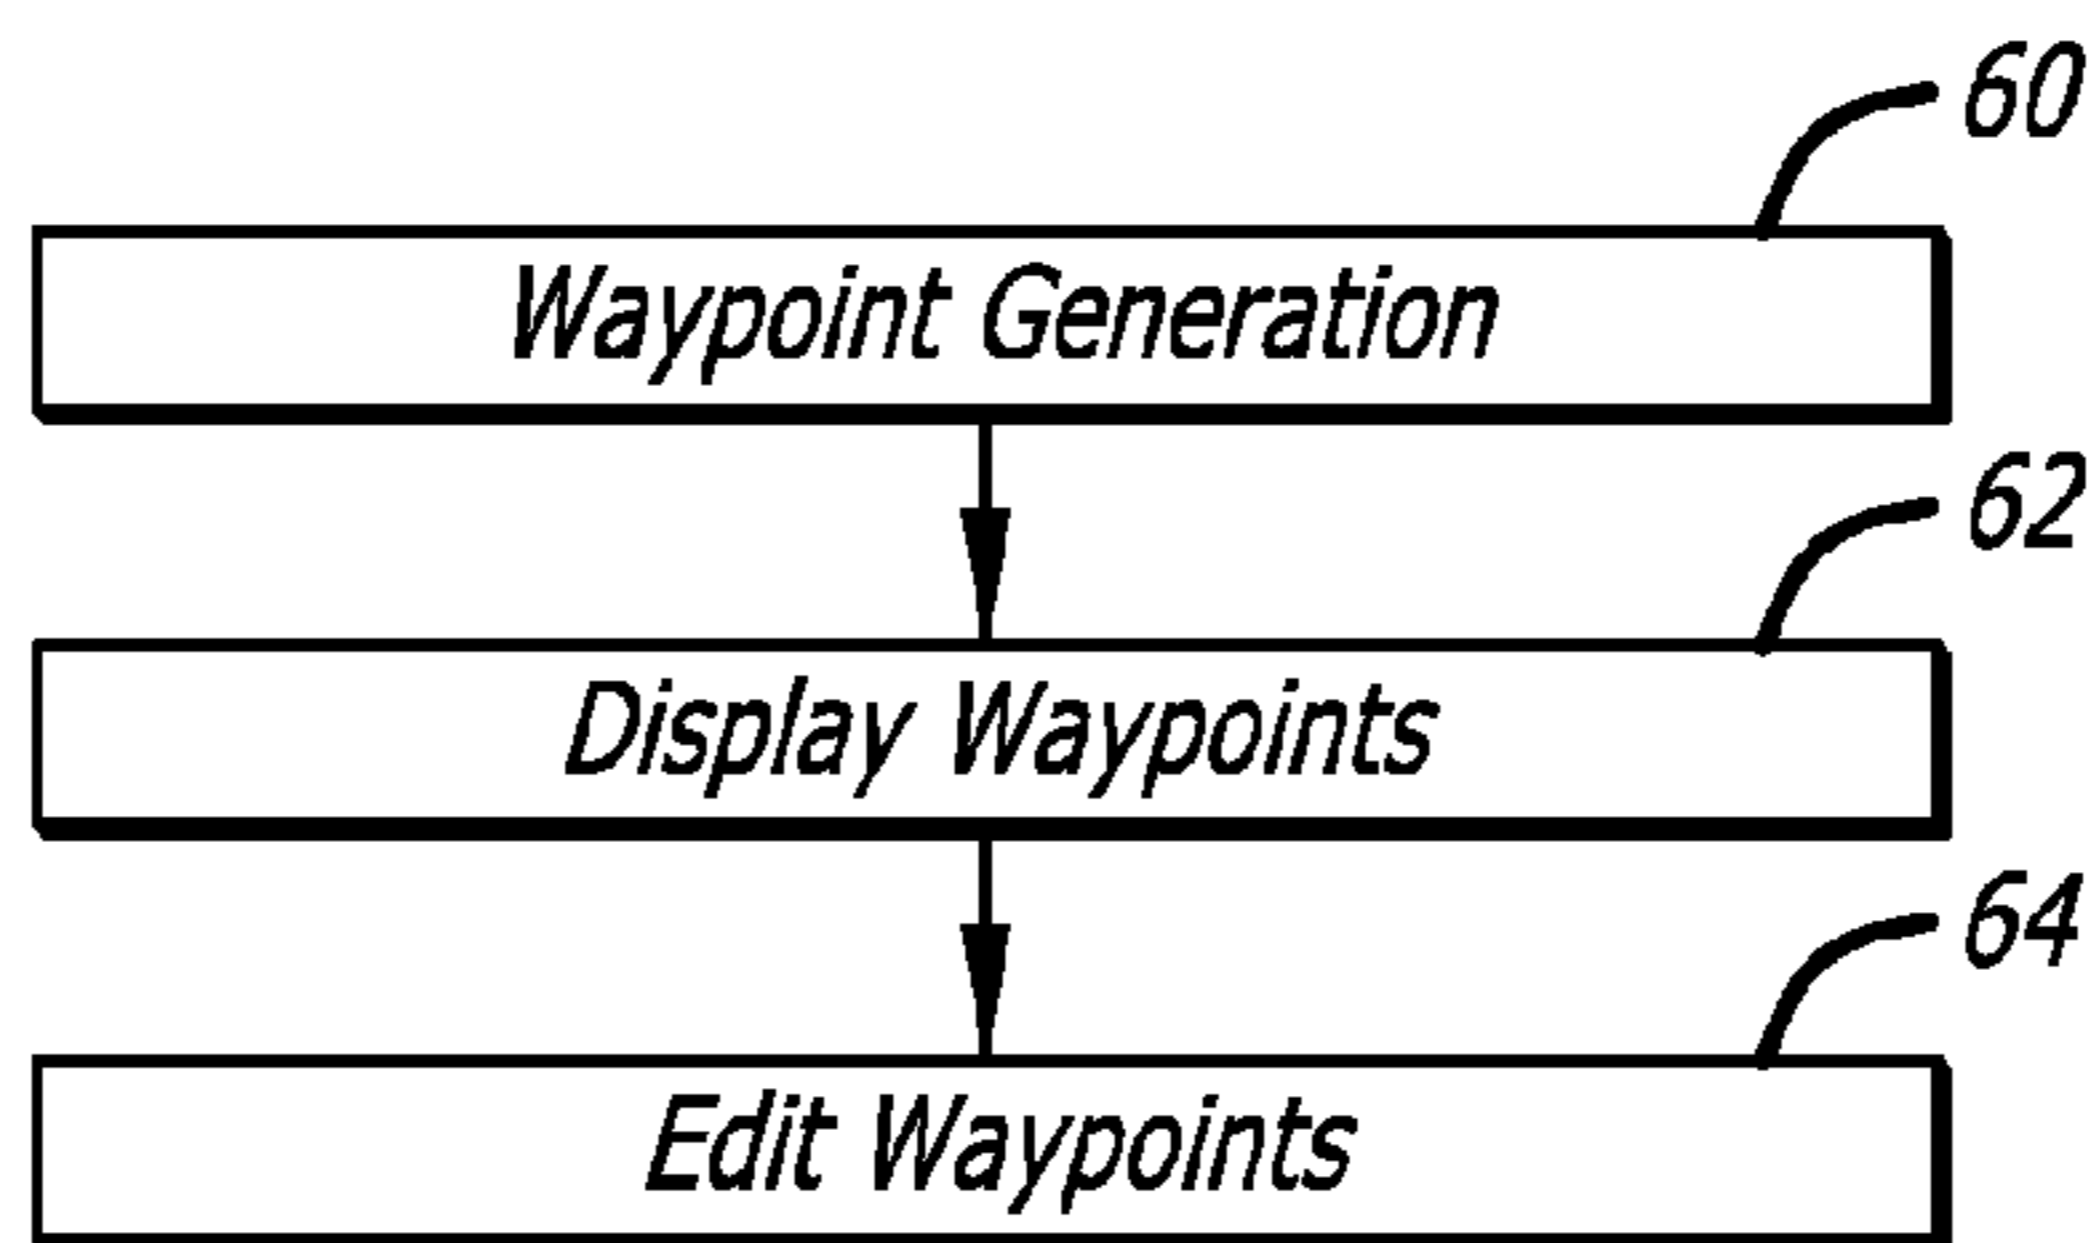 60
Waypoint Generation
62
Display Waypoints
64
Edit Waypoints